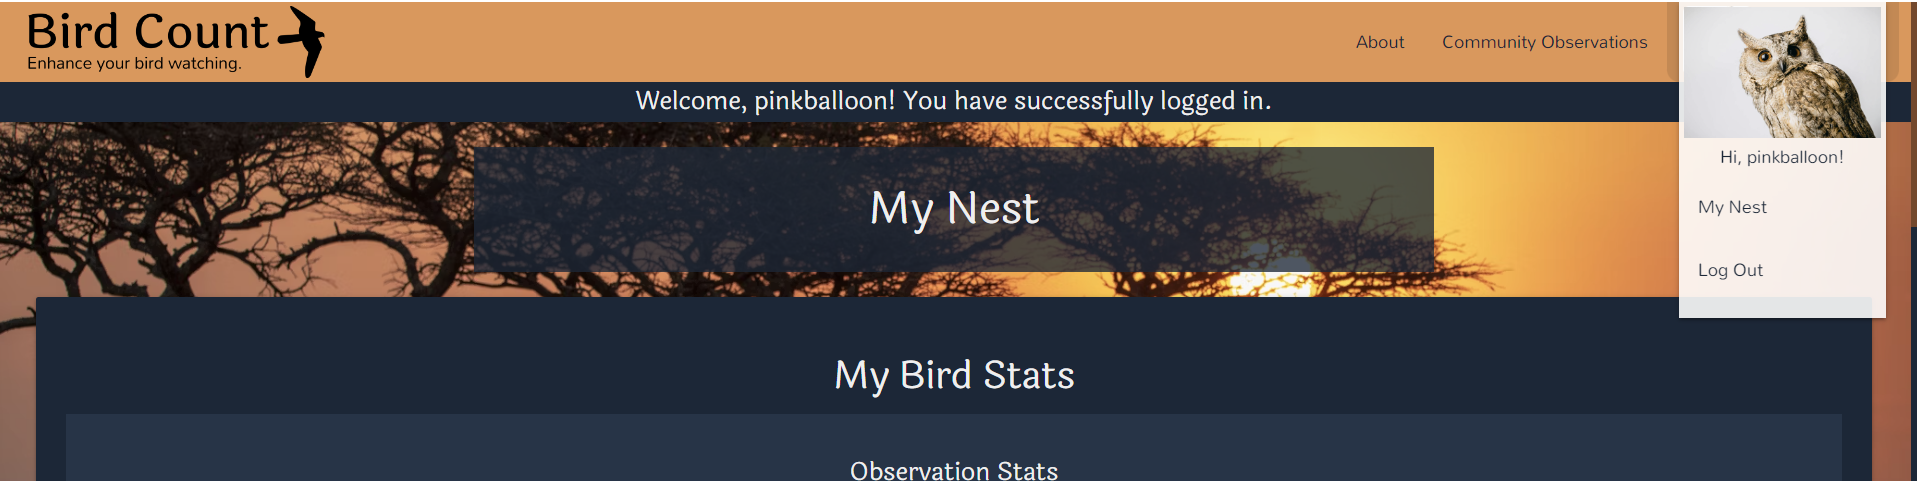 Bird Count
Enhance your bird watching.
About
Community Observations
Welcome, pinkballoon! You have successfully logged in.
Hi, pinkballoon!
My Nest
Log Out
My Nest
My Bird Stats
Observation Stats